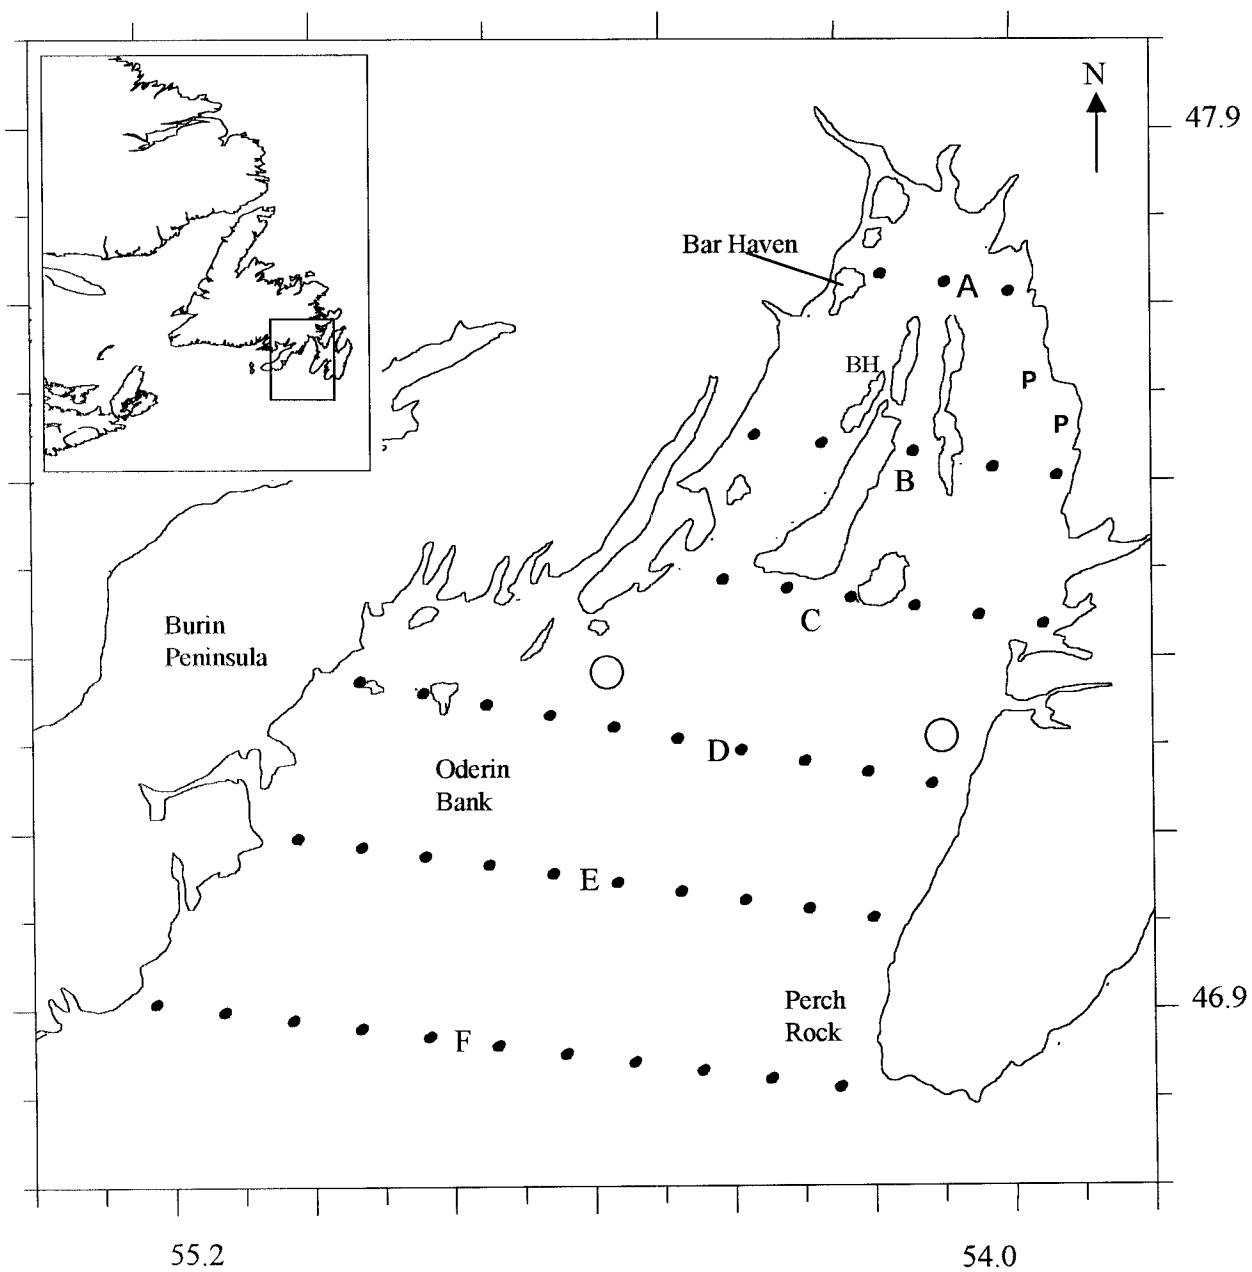 N
47.9
Bar Haven
A
BH
P
P
B
C
Burin
Peninsula
D
Oderin
Bank
E
Perch
Rock
46.9
F
55.2
54.0